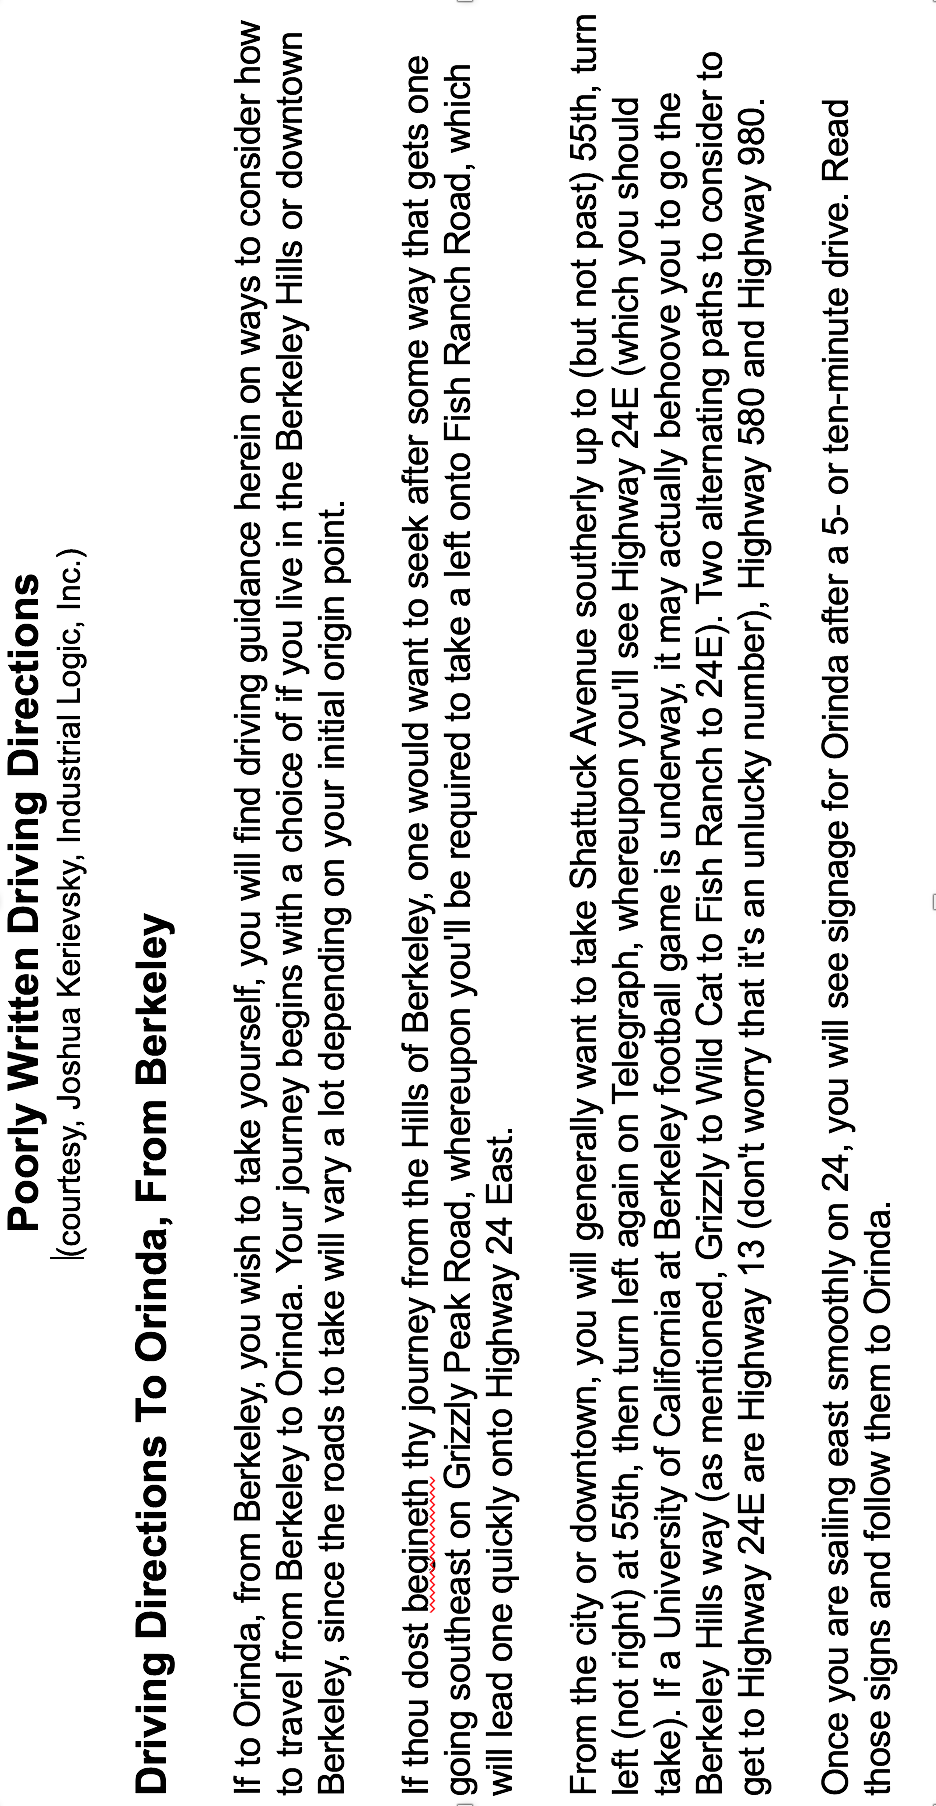 Poorly Written Driving Directions
(courtesy, Joshua Kerievsky, Industrial Logic, Inc.)
Driving Directions To Orinda, From Berkeley
If to Orinda, from Berkeley, you wish to take yourself, you will find driving guidance herein on ways to consider how
to travel from Berkeley to Orinda. Your journey begins with a choice of if you live in the Berkeley Hills or downtown
Berkeley, since the roads to take will vary a lot depending on your initial origin point.
If thou dost begineth thy journey from the Hills of Berkeley, one would want to seek after some way that gets one
going southeast on Grizzly Peak Road, whereupon you'll be required to take a left onto Fish Ranch Road, which
will lead one quickly onto Highway 24 East.
From the city or downtown, you will generally want to take Shattuck Avenue southerly up to (but not past) 55th, turn
left (not right) at 55th, then turn left again on Telegraph, whereupon you'll see Highway 24E (which you should
take). If a University of California at Berkeley football game is underway, it may actually behoove you to go the
Berkeley Hills way (as mentioned, Grizzly to Wild Cat to Fish Ranch to 24E). Two alternating paths to consider to
get to Highway 24E are Highway 13 (don't worry that it's an unlucky number), Highway 580 and Highway 980.
Once you are sailing east smoothly on 24, you will see signage for Orinda after a 5- or ten-minute drive. Read
those signs and follow them to Orinda.